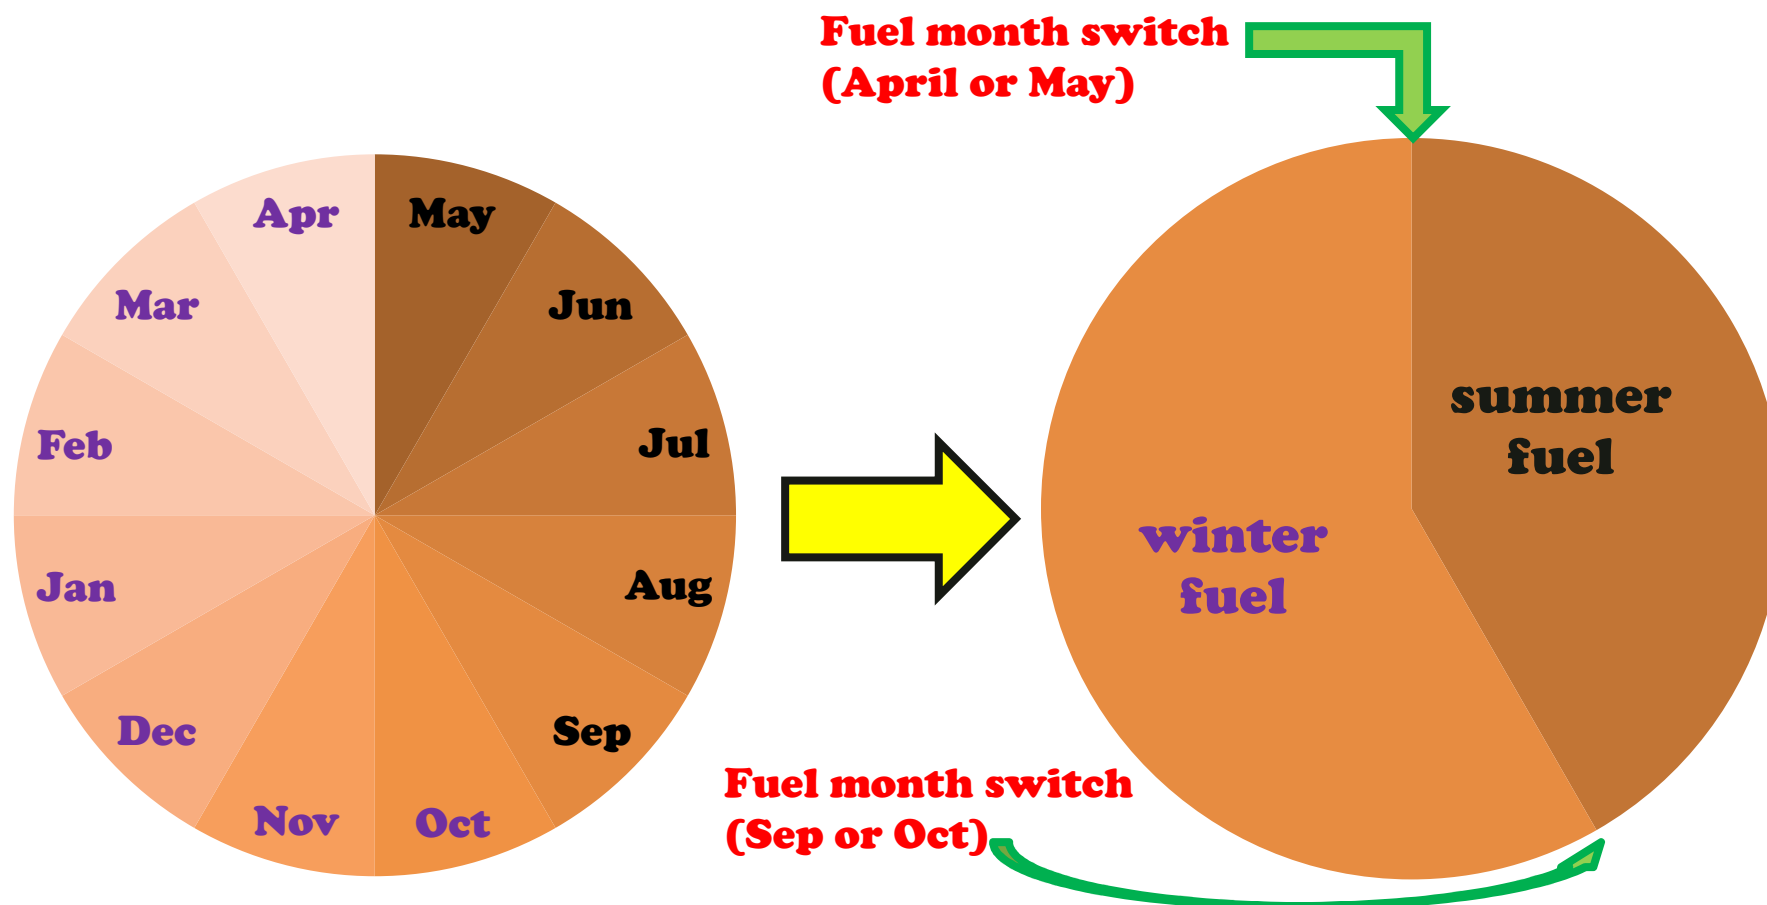 Fuel month switch
(April or May)
Apr
May
Mar
Jun
Feb
Jul
Jan
Aug
Dec
Sep
Nov
Oct
summer
fuel
winter
fuel
Fuel month switch
(Sep or Oct)